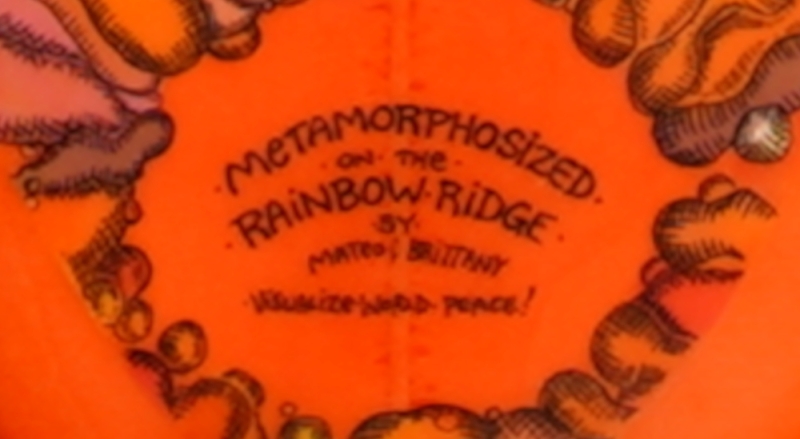 ·METAMORPHOSiZED·
·ON·THE·
·RAiNBOW·RiDGE·
BY·
MATEO & BRiTTANY
·ViSUALiZE·WORLD·PEACE!